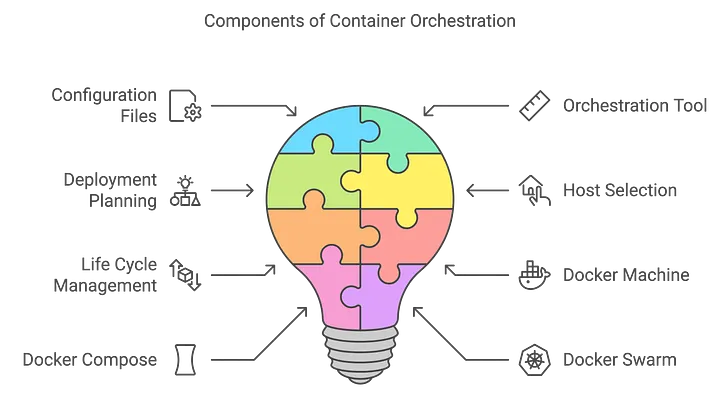 Components of Container Orchestration
Configuration
Files
Orchestration Tool
Deployment
Planning
Host Selection
Life Cycle
Management
Docker Machine
Docker Compose
Docker Swarm